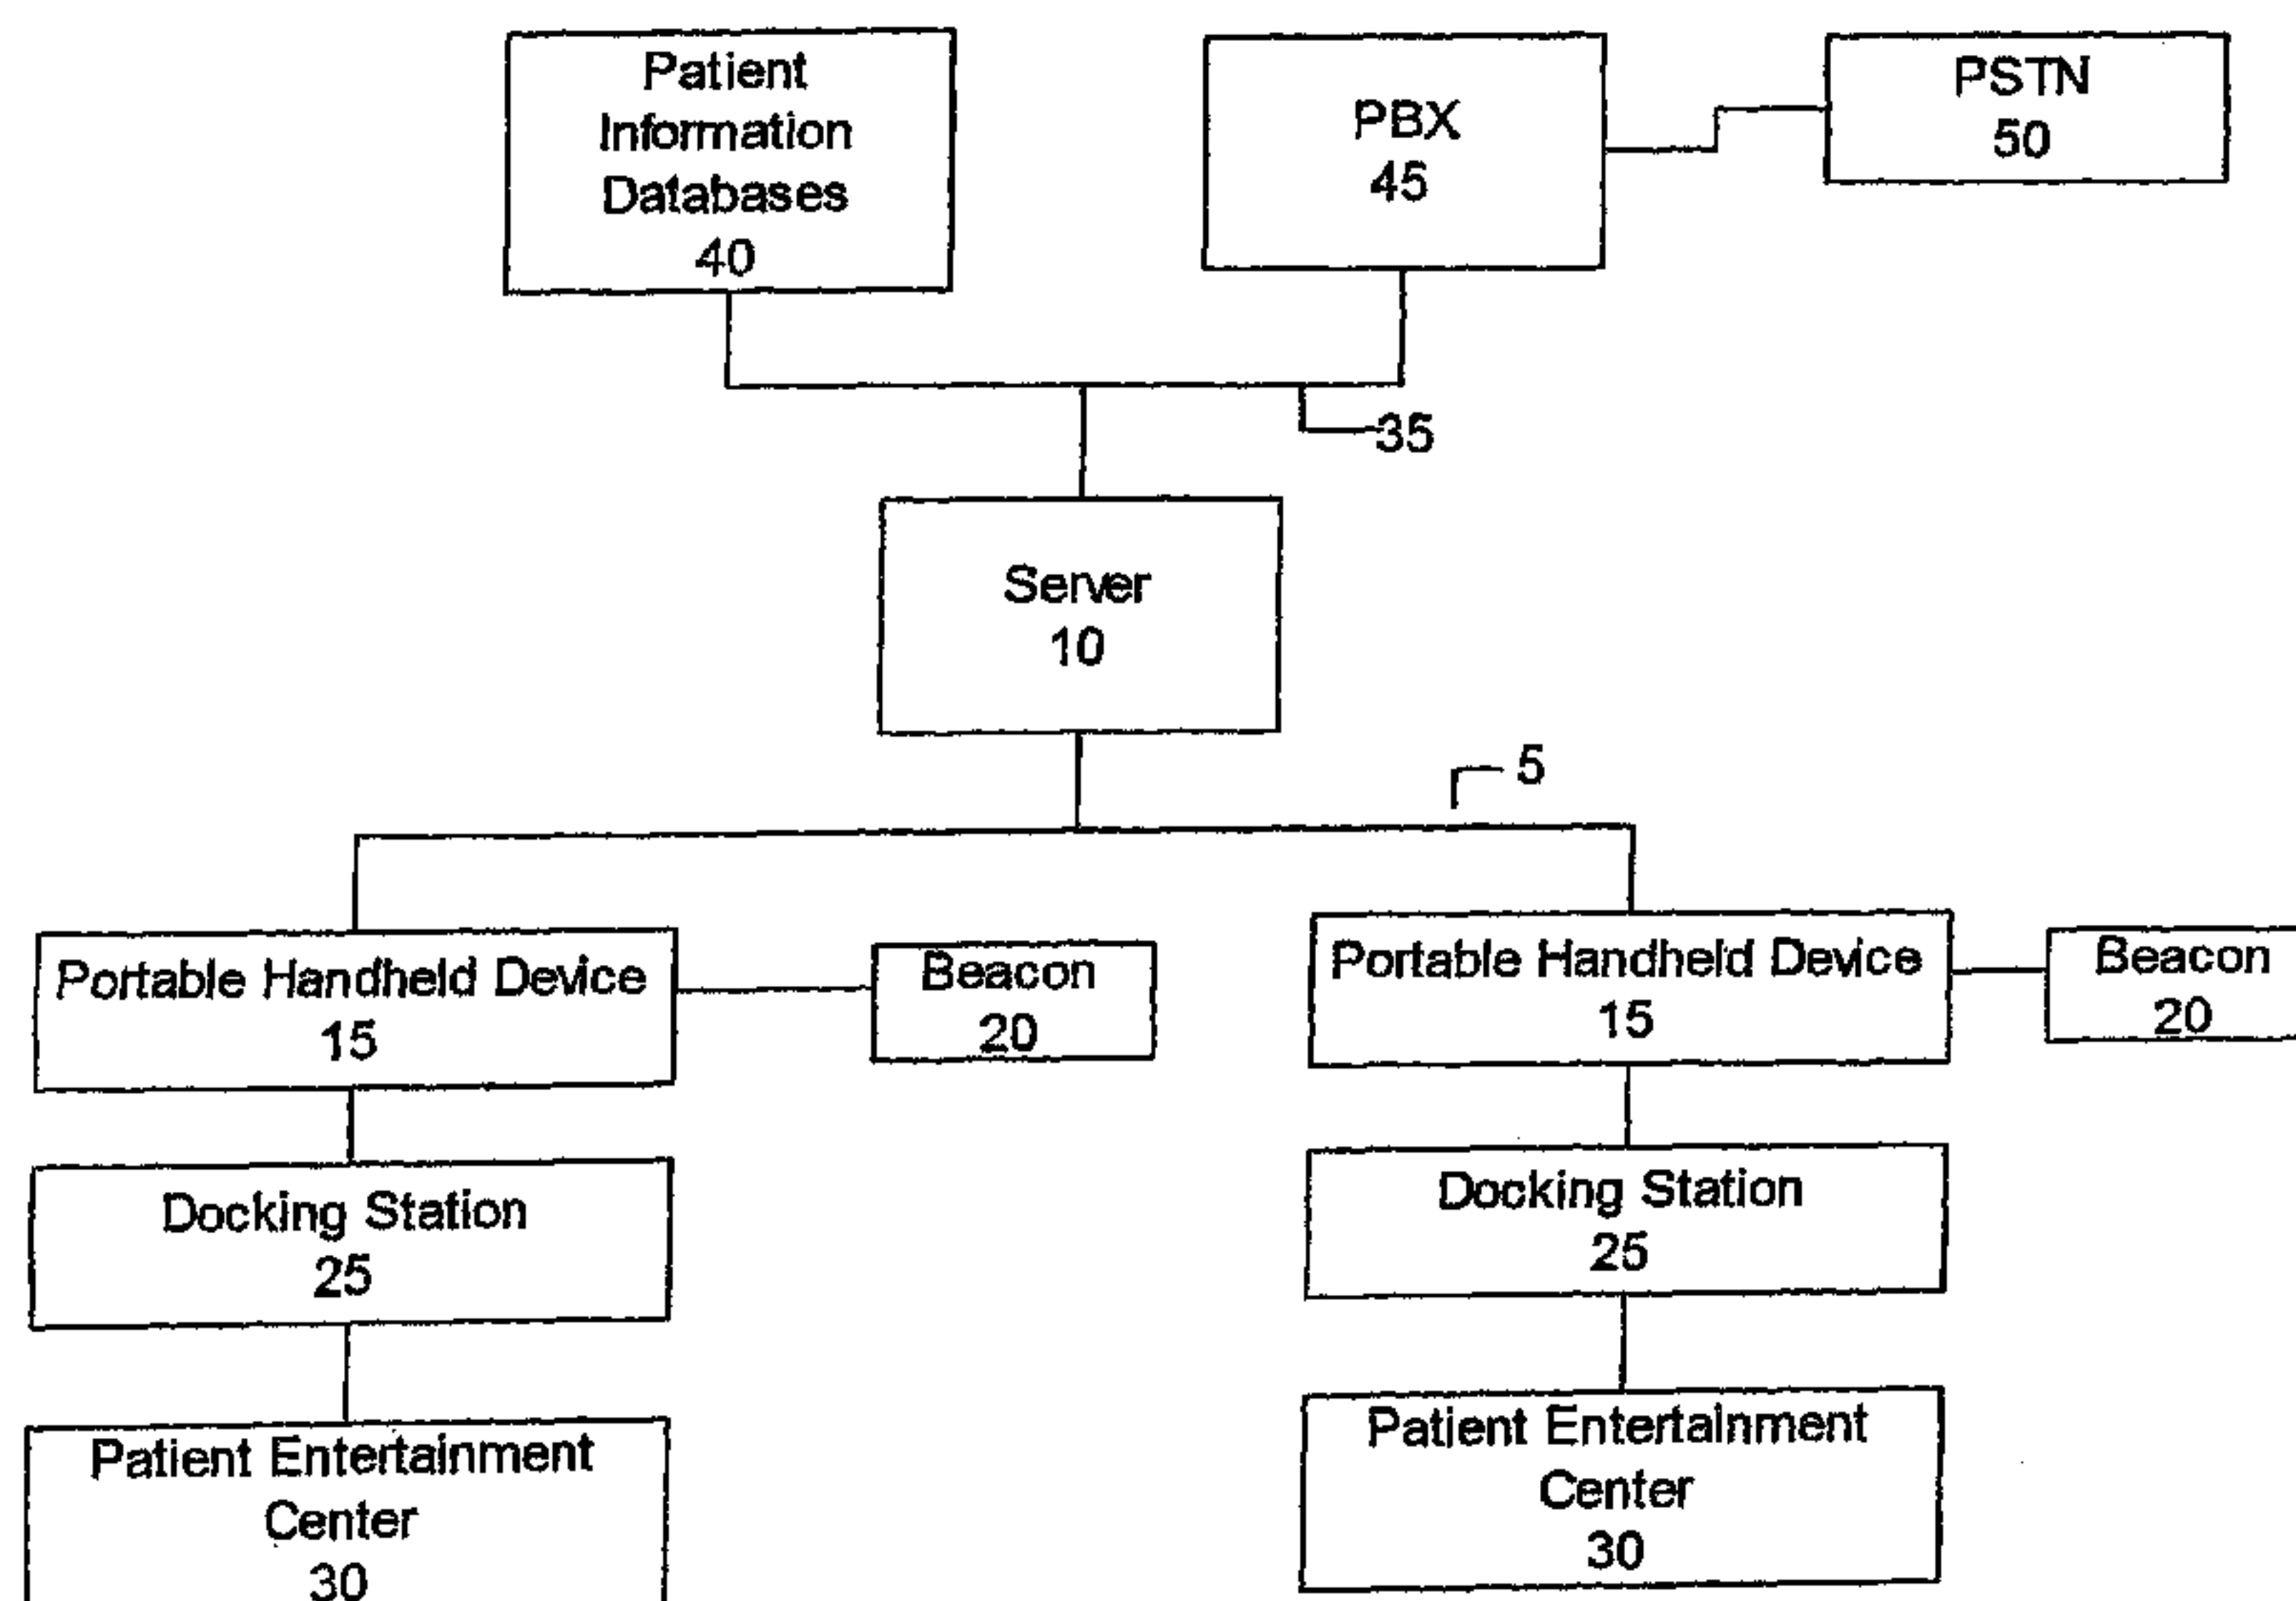 Patient
Information
Databases
40
PBX
45
PSTN
50
35
Server
10
5
Portable Handheld Device
15
Beacon
20
Portable Handheld Device
15
Beacon
20
Docking Station
25
Docking Station
25
Patient Entertainment
Center
30
Patient Entertainment
Center
30